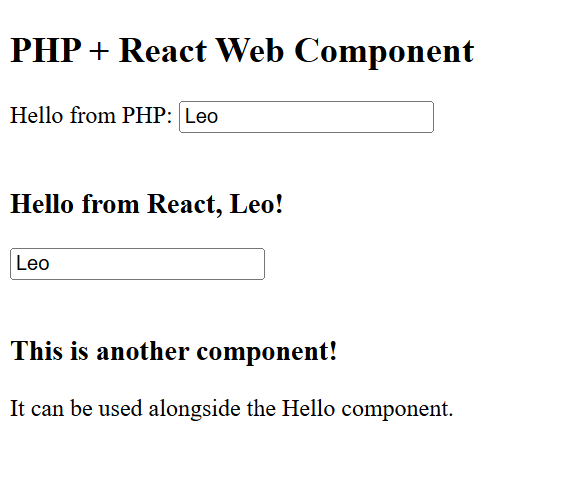 PHP + React Web Component
Hello from PHP: Leo
Hello from React, Leo!
Leo
This is another component!
It can be used alongside the Hello component.